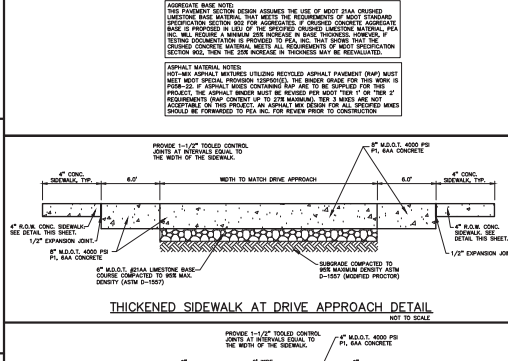 AGGREGATE BASE NOTE:
THIS PAVEMENT SECTION DESIGN ASSUMES THE USE OF MDOT 21AA CRUSHED
LIMESTONE BASE MATERIAL THAT MEETS THE REQUIREMENTS OF MDOT STANDARD
SPECIFICATION SECTION 902 FOR AGGREGATES. IF CRUSHED CONCRETE AGGREGATE
BASE IS PROPOSED IN LIEU OF THE SPECIFIED CRUSHED LIMESTONE MATERIAL, PEA
INC. WILL REQUIRE A MINIMUM 25% INCREASE IN BASE THICKNESS. HOWEVER, IF
TESTING DOCUMENTATION IS PROVIDED TO PEA, INC. THAT SHOWS THAT THE
CRUSHED CONCRETE MATERIAL MEETS ALL REQUIREMENTS OF MDOT SPECIFICATION
SECTION 902, THEN THE 25% INCREASE IN THICKNESS MAY BE REEVALUATED.
ASPHALT MATERIAL NOTES:
HOT-MIX ASPHALT MIXTURES UTILIZING RECYCLED ASPHALT PAVEMENT (RAP) MUST
MEET MDOT SPECIAL PROVISION 12SP501(E). THE BINDER GRADE FOR THIS WORK IS
PG58-22. IF ASPHALT MIXES CONTAINING RAP ARE TO BE SUPPLIED FOR THIS
PROJECT, THE ASPHALT BINDER MUST BE REVISED PER MDOT 'TIER 1' OR 'TIER 2'
REQUIREMENTS (RAP CONTENT UP TO 27% MAXIMUM). TIER 3 MIXES ARE NOT
ACCEPTABLE ON THIS PROJECT. AN ASPHALT MIX DESIGN FOR ALL SPECIFIED MIXES
SHOULD BE FORWARDED TO PEA INC. FOR REVIEW PRIOR TO CONSTRUCTION
PROVIDE 1-1/2" TOOLED CONTROL
JOINTS AT INTERVALS EQUAL TO
THE WIDTH OF THE SIDEWALK.
8" M.D.O.T. 4000 PSI
P1, 6AA CONCRETE
4" CONC.
SIDEWALK, TYP.
6.0'
WIDTH TO MATCH DRIVE APPROACH
6.0'
4" CONC.
SIDEWALK, TYP.
4" R.O.W. CONC. SIDEWALK.
SEE DETAIL THIS SHEET.
1/2" EXPANSION JOINT.
8" M.D.O.T. 4000 PSI
P1, 6AA CONCRETE
6" M.D.O.T. #21AA LIMESTONE BASE
COURSE COMPACTED TO 95% MAX.
DENSITY (ASTM D-1557)
SUBGRADE COMPACTED TO
95% MAXIMUM DENSITY ASTM
D-1557 (MODIFIED PROCTOR)
4" R.O.W. CONC.
SIDEWALK. SEE
DETAIL THIS SHEET.
1/2" EXPANSION JOI
THICKENED SIDEWALK AT DRIVE APPROACH DETAIL
NOT TO SCALE
PROVIDE 1-1/2" TOOLED CONTROL
JOINTS AT INTERVALS EQUAL TO
THE WIDTH OF THE SIDEWALK.
4" M.D.O.T. 4000 PSI
P1, 6AA CONCRETE